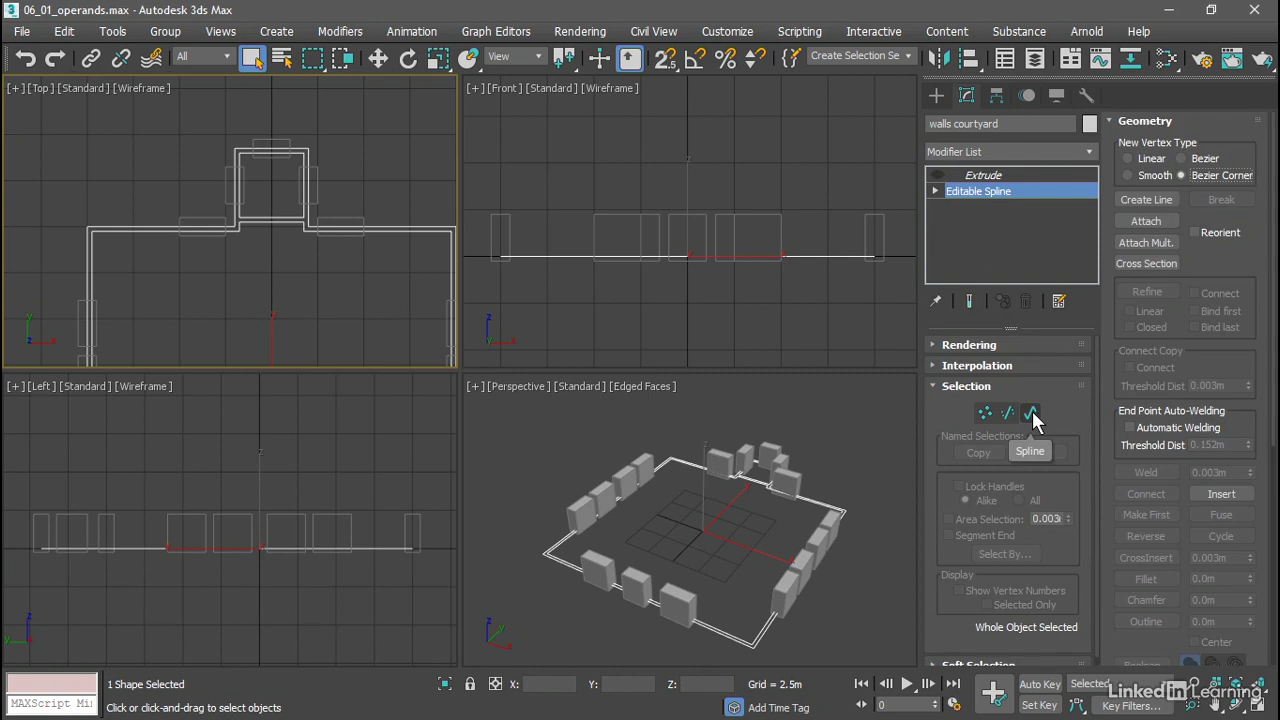 06_01_operands.max - Autodesk 3ds Max
File Edit Tools Group Views Create Modifiers Animation Graph Editors Rendering Civil View Customize Scripting Interactive Content Substance Arnold Help
All View Create Selection Se
[+] [Top] [Standard] [Wireframe]
[+] [Front] [Standard] [Wireframe]
[+] [Left] [Standard] [Wireframe]
[+] [Perspective] [Standard] [Edged Faces]
walls courtyard
Modifier List
Extrude
Editable Spline
Rendering
Interpolation
Selection
Named Selections:
Copy
Spline
Lock Handles
Alike All
Area Selection: 0.003m
Segment End
Select By...
Display
Show Vertex Numbers
Selected Only
Whole Object Selected
Soft Selection
Geometry
New Vertex Type
Linear Bezier
Smooth Bezier Corner
Create Line Break
Attach Reorient
Attach Mult.
Cross Section
Refine Connect
Linear Bind first
Closed Bind last
Connect Copy
Connect
Threshold Dist 0.003m
End Point Auto-Welding
Automatic Welding
Threshold Dist 0.152m
Weld 0.003m
Connect Insert
Make First Fuse
Reverse Cycle
CrossInsert 0.003m
Fillet 0.0m
Chamfer 0.0m
Outline 0.0m
Center
Boolean
1 Shape Selected
X: Y: Z: Grid = 2.5m
Auto Key Selected
MAXScript Mi
Click or click-and-drag to select objects
Add Time Tag
0
Set Key Key Filters...
LinkedIn Learning